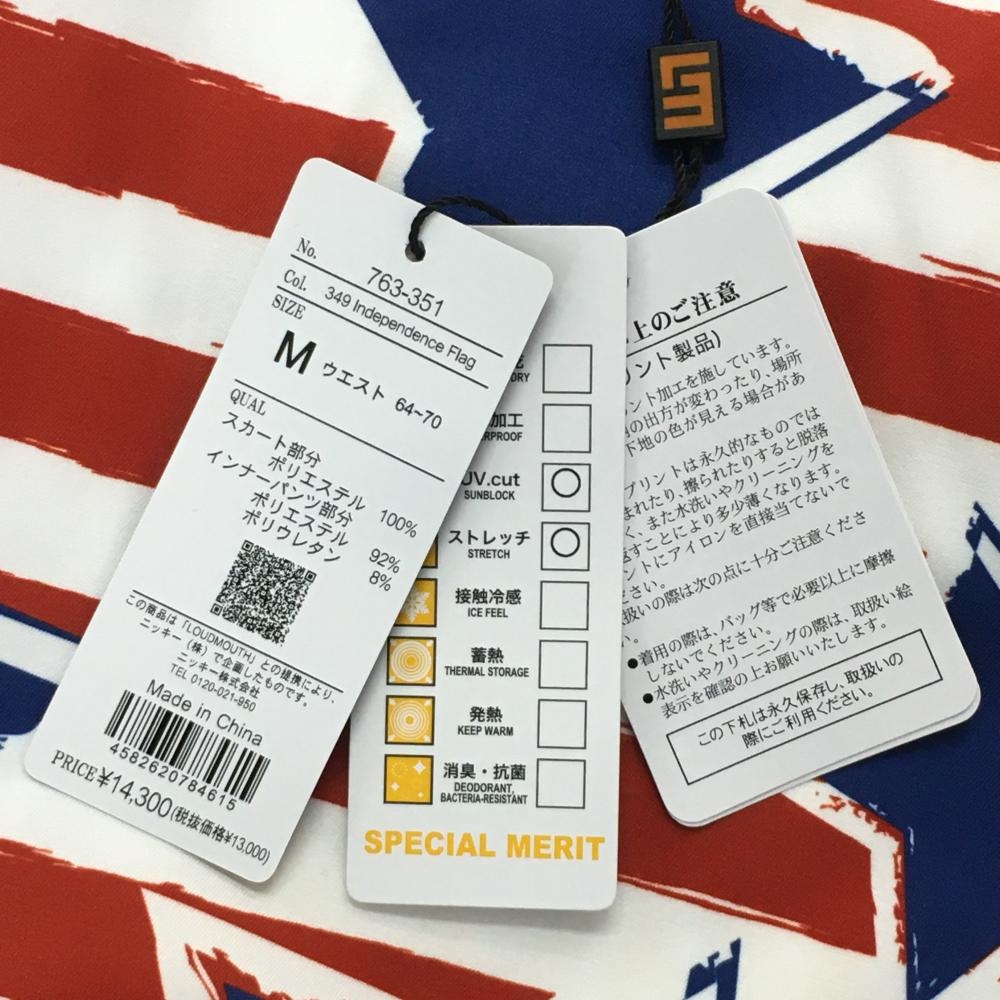 No. 763-351
Col. 349 Independence Flag
SIZE
M ウエスト 64~70
QUAL
スカート部分
ポリエステル 100%
インナーパンツ部分
ポリエステル 92%
ポリウレタン 8%
この商品は「LOUDMOUTH」との提携により、
ニッキー(株)で企画したものです。
ニッキー株式会社
TEL 0120-021-950
Made in China
4582620784615
PRICE ¥14,300(税抜価格¥13,000)
DRY
加工
RPROOF
UV.cut
SUNBLOCK
ストレッチ
STRETCH
接触冷感
ICE FEEL
蓄熱
THERMAL STORAGE
発熱
KEEP WARM
消臭・抗菌
DEODORANT,
BACTERIA-RESISTANT
SPECIAL MERIT
上のご注意
ント製品)
ント加工を施しています。
の出方が変わったり、場所
下地の色が見える場合があ
プリントは永久的なものでは
まれたり、擦られたりすると脱落
く、また水洗いやクリーニングを
返すことにより多少薄くなります。
ントにアイロンを直接当てないで
ださい。
扱いの際は次の点に十分ご注意くださ
い。
●着用の際は、バッグ等で必要以上に摩擦
しないでください。
●水洗いやクリーニングの際は、取扱い絵
表示を確認の上お願いいたします。
この下札は永久保存し、取扱いの
際にご利用ください。